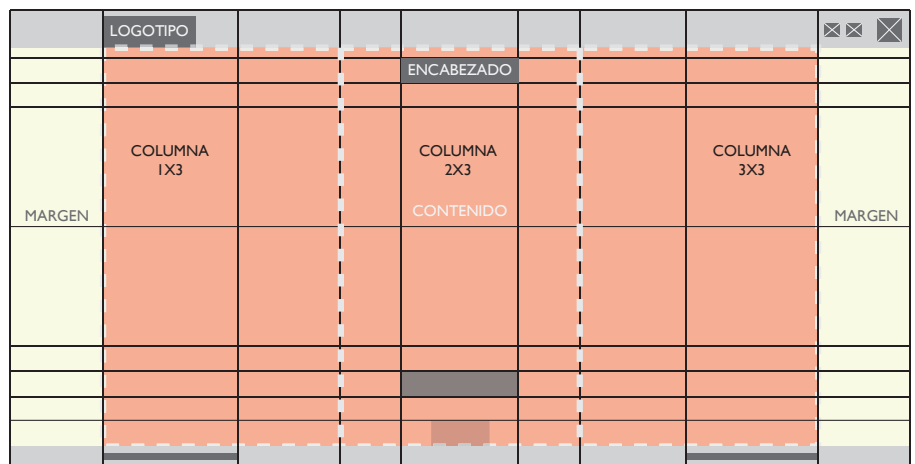 LOGOTIPO
ENCABEZADO
COLUMNA
1X3
COLUMNA
2X3
COLUMNA
3X3
CONTENIDO
MARGEN
MARGEN